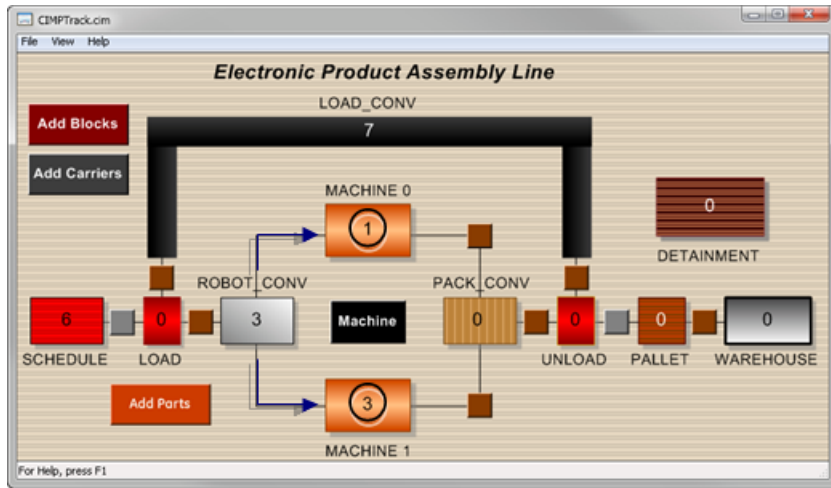 CIMPTrack.cim
File View Help
Electronic Product Assembly Line
LOAD_CONV
7
Add Blocks
Add Carriers
MACHINE 0
1
0
DETAINMENT
ROBOT_CONV
PACK_CONV
6
0
3
Machine
0
0
0
0
SCHEDULE
LOAD
UNLOAD
PALLET
WAREHOUSE
Add Parts
3
MACHINE 1
For Help, press F1